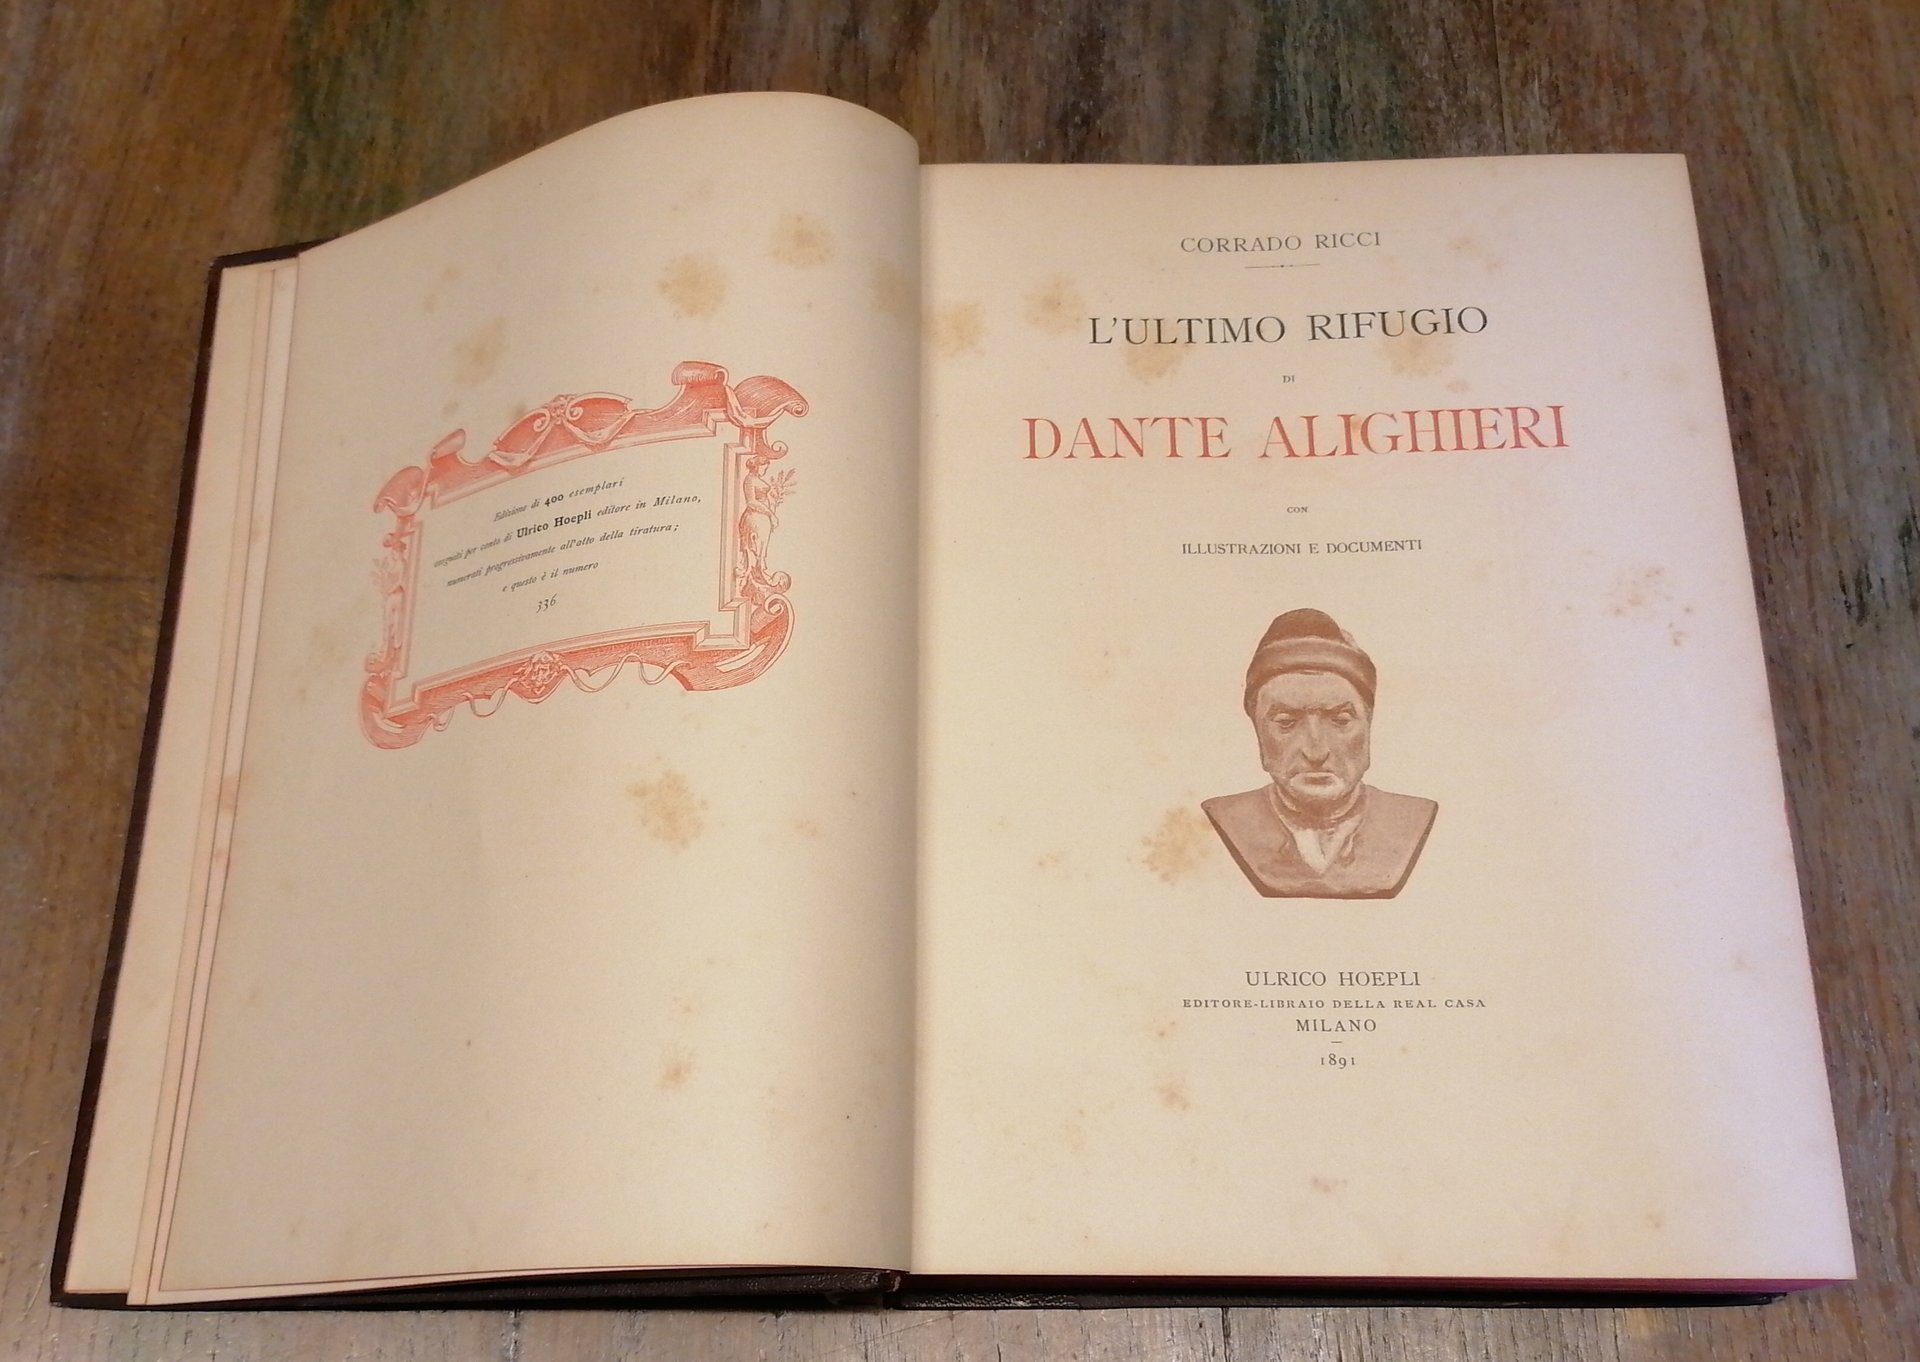 Edizione di 400 esemplari
eseguiti per conto di Ulrico Hoepli editore in Milano,
numerati progressivamente all'atto della tiratura;
e questo è il numero
336
CORRADO RICCI
L'ULTIMO RIFUGIO
DI
DANTE ALIGHIERI
CON
ILLUSTRAZIONI E DOCUMENTI
ULRICO HOEPLI
EDITORE-LIBRAIO DELLA REAL CASA
MILANO
1891